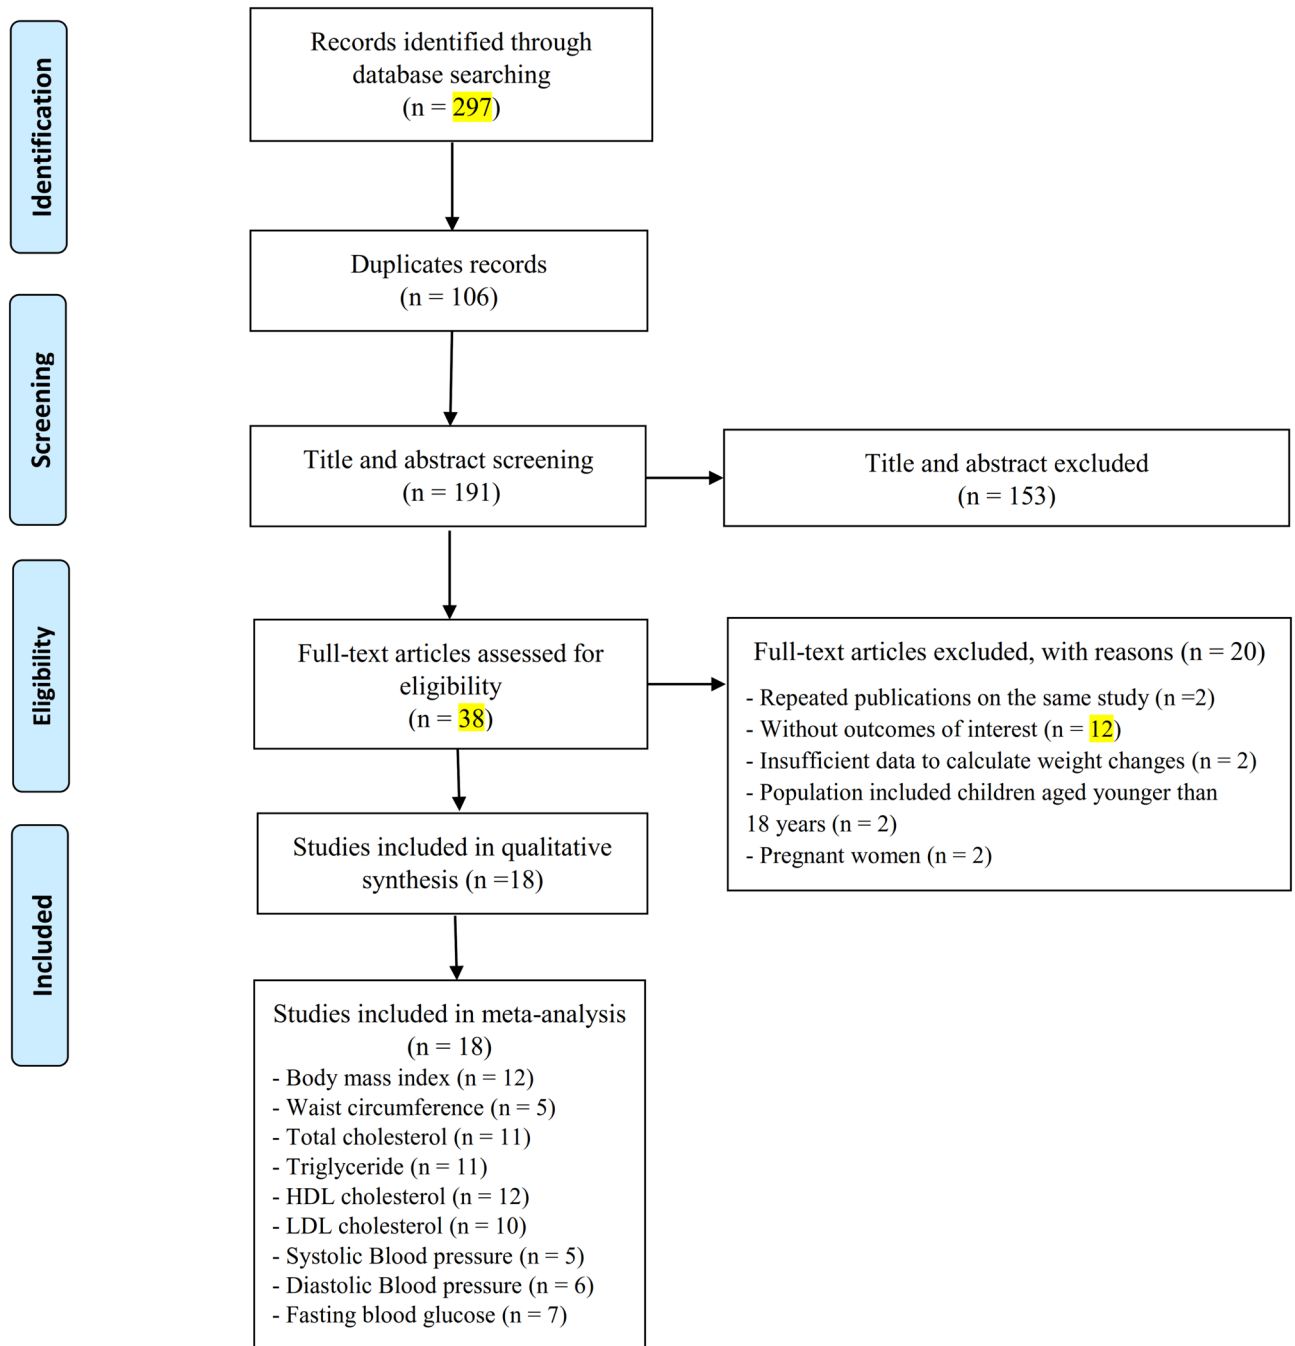 Identification
Records identified through
database searching
(n = 297)
Duplicates records
(n = 106)
Screening
Title and abstract screening
(n = 191)
Title and abstract excluded
(n = 153)
Eligibility
Full-text articles assessed for
eligibility
(n = 38)
Full-text articles excluded, with reasons (n = 20)
- Repeated publications on the same study (n =2)
- Without outcomes of interest (n = 12)
- Insufficient data to calculate weight changes (n = 2)
- Population included children aged younger than
18 years (n = 2)
- Pregnant women (n = 2)
Included
Studies included in qualitative
synthesis (n =18)
Studies included in meta-analysis
(n = 18)
- Body mass index (n = 12)
- Waist circumference (n = 5)
- Total cholesterol (n = 11)
- Triglyceride (n = 11)
- HDL cholesterol (n = 12)
- LDL cholesterol (n = 10)
- Systolic Blood pressure (n = 5)
- Diastolic Blood pressure (n = 6)
- Fasting blood glucose (n = 7)